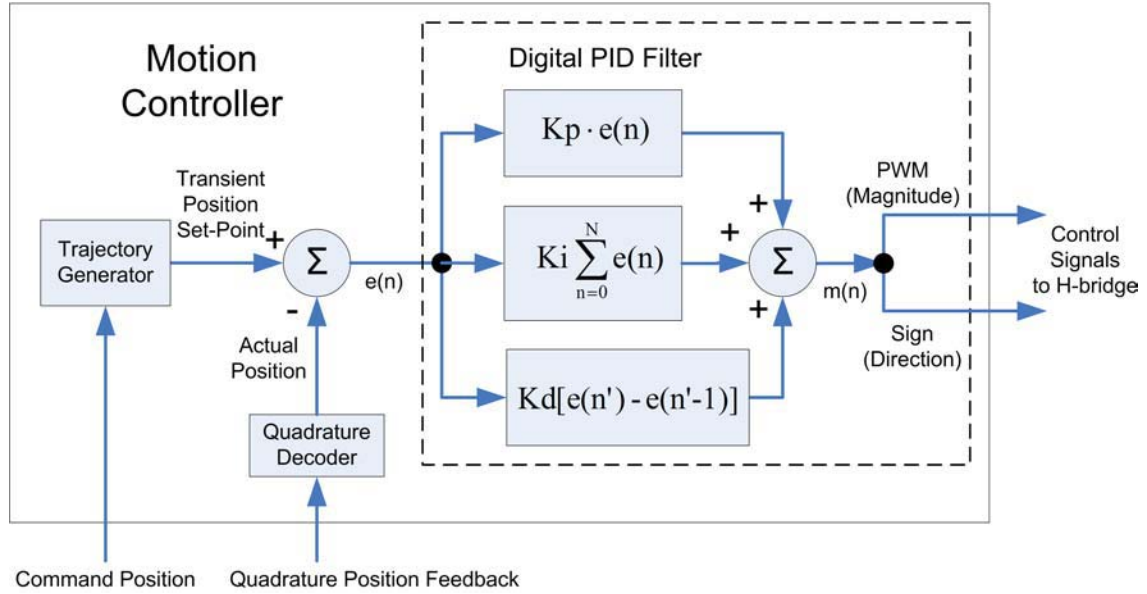 Motion
Controller
Digital PID Filter
Kp · e(n)
Transient
Position
Set-Point
PWM
(Magnitude)
+
+
Trajectory
Generator
+
Σ
e(n)
N
Ki ∑ e(n)
n=0
+
Σ
m(n)
Control
Signals
to H-bridge
-
+
Actual
Position
Sign
(Direction)
Kd[e(n') - e(n'-1)]
Quadrature
Decoder
Command Position
Quadrature Position Feedback